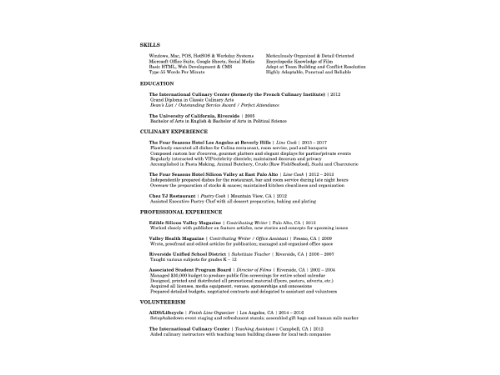 SKILLS
Windows, Mac, POS, HotSOS & Workday Systems
Meticulously Organized & Detail Oriented
Microsoft Office Suite, Google Sheets, Social Media
Encyclopedic Knowledge of Film
Basic HTML, Web Development & CMS
Adept at Team Building and Conflict Resolution
Type 55 Words Per Minute
Highly Adaptable, Punctual and Reliable
EDUCATION
The International Culinary Center (formerly the French Culinary Institute) | 2012
Grand Diploma in Classic Culinary Arts
Dean's List / Outstanding Service Award / Perfect Attendance
The University of California, Riverside | 2005
Bachelor of Arts in English & Bachelor of Arts in Political Science
CULINARY EXPERIENCE
The Four Seasons Hotel Los Angeles at Beverly Hills | Line Cook | 2013 – 2017
Flawlessly executed all dishes for Culina restaurant, room service, pool and banquets
Composed custom hor d'oeuvres, gourmet platters and elegant displays for parties/private events
Regularly interacted with VIPs/celebrity clientele; maintained decorum and privacy
Accomplished in Pasta Making, Animal Butchery, Crudo (Raw Fish/Seafood), Sushi and Charcuterie
The Four Seasons Hotel Silicon Valley at East Palo Alto | Line Cook | 2012 – 2013
Independently prepared dishes for the restaurant, bar and room service during late night hours
Oversaw the preparation of stocks & sauces; maintained kitchen cleanliness and organization
Chez TJ Restaurant | Pastry Cook | Mountain View, CA | 2012
Assisted Executive Pastry Chef with all dessert preparation, baking and plating
PROFESSIONAL EXPERIENCE
Edible Silicon Valley Magazine | Contributing Writer | Palo Alto, CA | 2013
Worked closely with publisher on feature articles, new stories and concepts for upcoming issues
Valley Health Magazine | Contributing Writer / Office Assistant | Fresno, CA | 2009
Wrote, proofread and edited articles for publication; managed and organized office space
Riverside Unified School District | Substitute Teacher | Riverside, CA | 2006 – 2007
Taught various subjects for grades K – 12
Associated Student Program Board | Director of Films | Riverside, CA | 2002 – 2004
Managed $30,000 budget to produce public film screenings for entire school calendar
Designed, printed and distributed all promotional material (flyers, posters, adverts, etc.)
Acquired all licenses, media equipment, venues, sponsorships and concessions
Prepared detailed budgets, negotiated contracts and delegated to assistant and volunteers
VOLUNTEERISM
AIDS/Lifecycle | Finish Line Organizer | Los Angeles, CA | 2014 – 2016
Setup/takedown event staging and refreshment stands; assembled gift bags and human aide marker
The International Culinary Center | Teaching Assistant | Campbell, CA | 2012
Aided culinary instructors with teaching team building classes for local tech companies